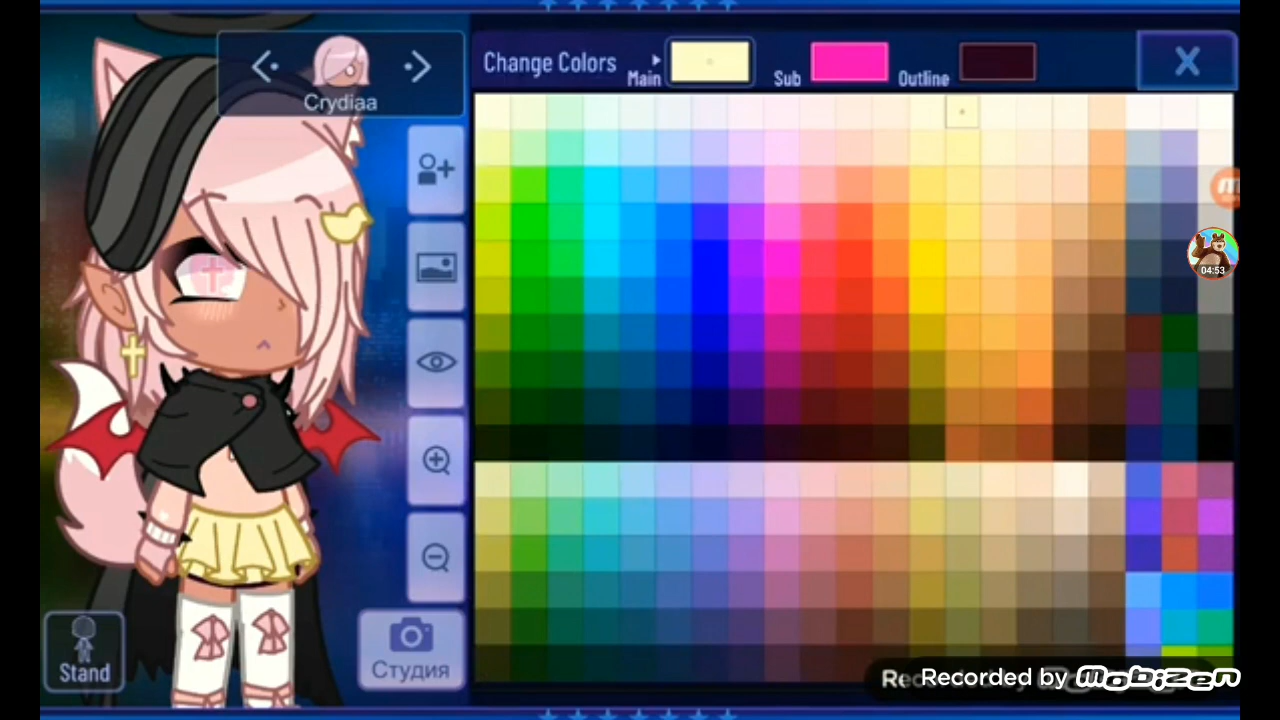 Change Colors
Main
Sub
Outline
X
Crydiaa
04:53
Stand
Студия
Recorded by mobizen